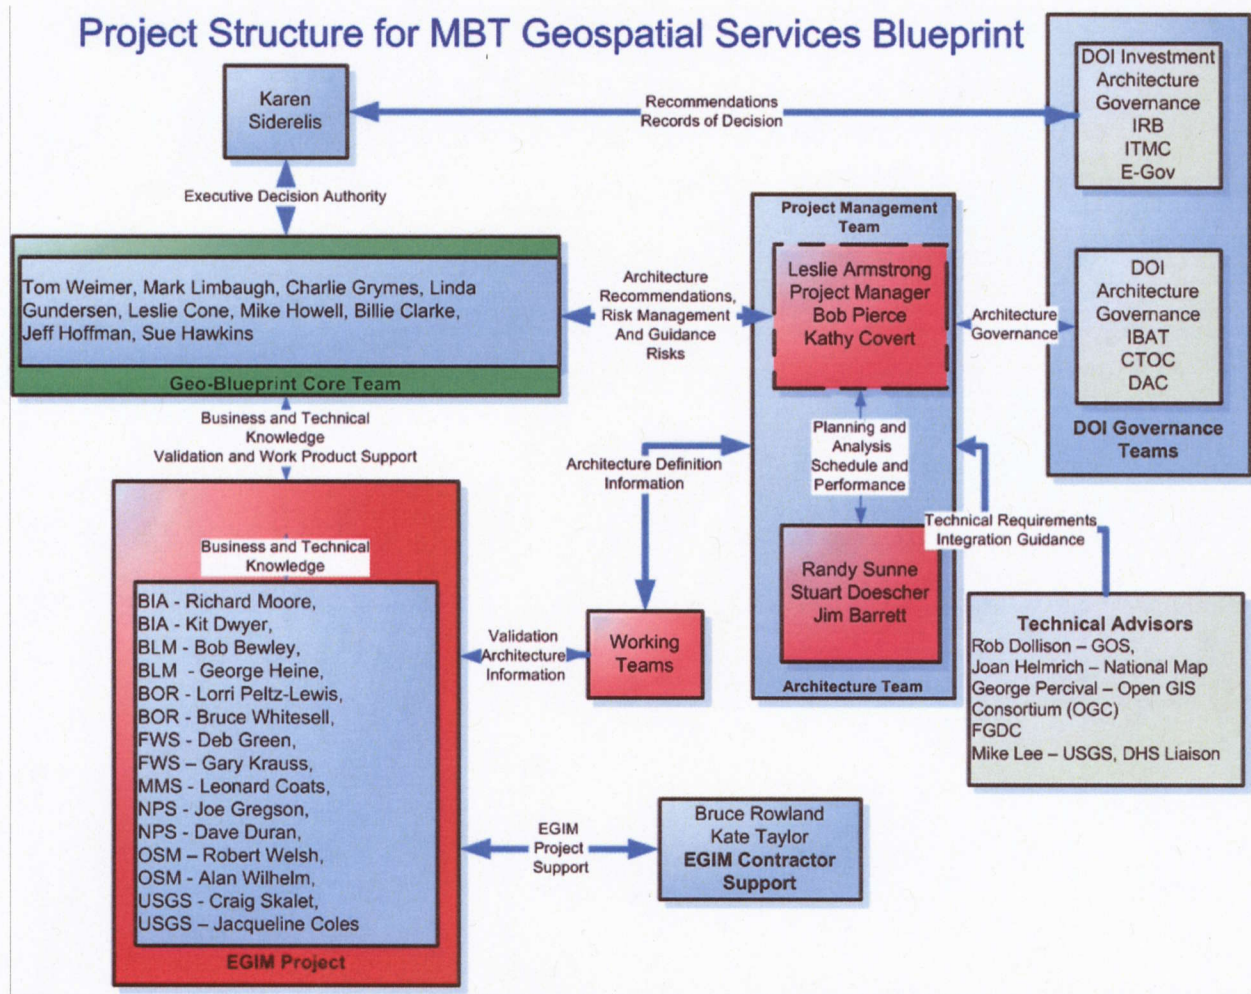 Project Structure for MBT Geospatial Services Blueprint
Karen
Siderelis
Recommendations
Records of Decision
DOI Investment
Architecture
Governance
IRB
ITMC
E-Gov
Executive Decision Authority
Tom Weimer, Mark Limbaugh, Charlie Grymes, Linda
Gundersen, Leslie Cone, Mike Howell, Billie Clarke,
Jeff Hoffman, Sue Hawkins
Geo-Blueprint Core Team
Architecture
Recommendations,
Risk Management
And Guidance
Risks
Project Management
Team
Leslie Armstrong
Project Manager
Bob Pierce
Kathy Covert
Architecture
Governance
DOI
Architecture
Governance
IBAT
CTOC
DAC
DOI Governance
Teams
Business and Technical
Knowledge
Validation and Work Product Support
Architecture Definition
Information
Planning and
Analysis
Schedule and
Performance
Technical Requirements
Integration Guidance
Randy Sunne
Stuart Doescher
Jim Barrett
Architecture Team
Business and Technical
Knowledge
BIA - Richard Moore,
BIA - Kit Dwyer,
BLM - Bob Bewley,
BLM - George Heine,
BOR - Lorri Peltz-Lewis,
BOR - Bruce Whitesell,
FWS - Deb Green,
FWS – Gary Krauss,
MMS - Leonard Coats,
NPS - Joe Gregson,
NPS - Dave Duran,
OSM – Robert Welsh,
OSM - Alan Wilhelm,
USGS - Craig Skalet,
USGS – Jacqueline Coles
EGIM Project
Validation
Architecture
Information
Working
Teams
Technical Advisors
Rob Dollison – GOS,
Joan Helmrich – National Map
George Percival – Open GIS
Consortium (OGC)
FGDC
Mike Lee – USGS, DHS Liaison
EGIM
Project
Support
Bruce Rowland
Kate Taylor
EGIM Contractor
Support